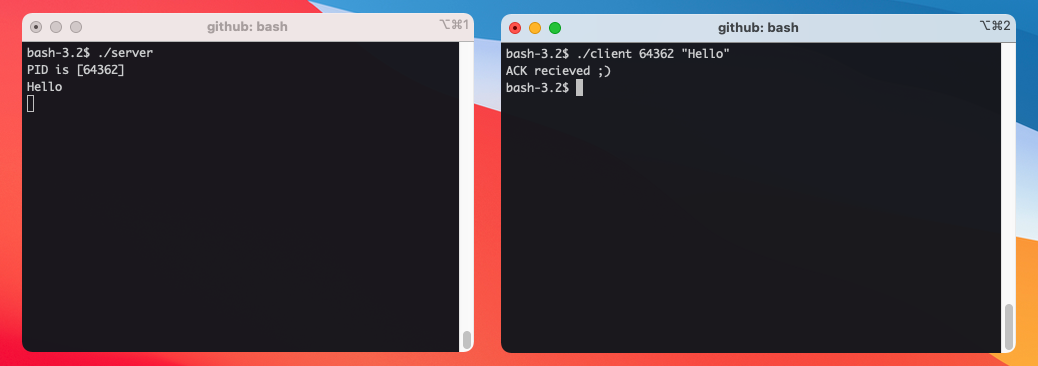 github: bash
⌥⌘1
bash-3.2$ ./server
PID is [64362]
Hello
github: bash
⌥⌘2
bash-3.2$ ./client 64362 "Hello"
ACK recieved ;)
bash-3.2$